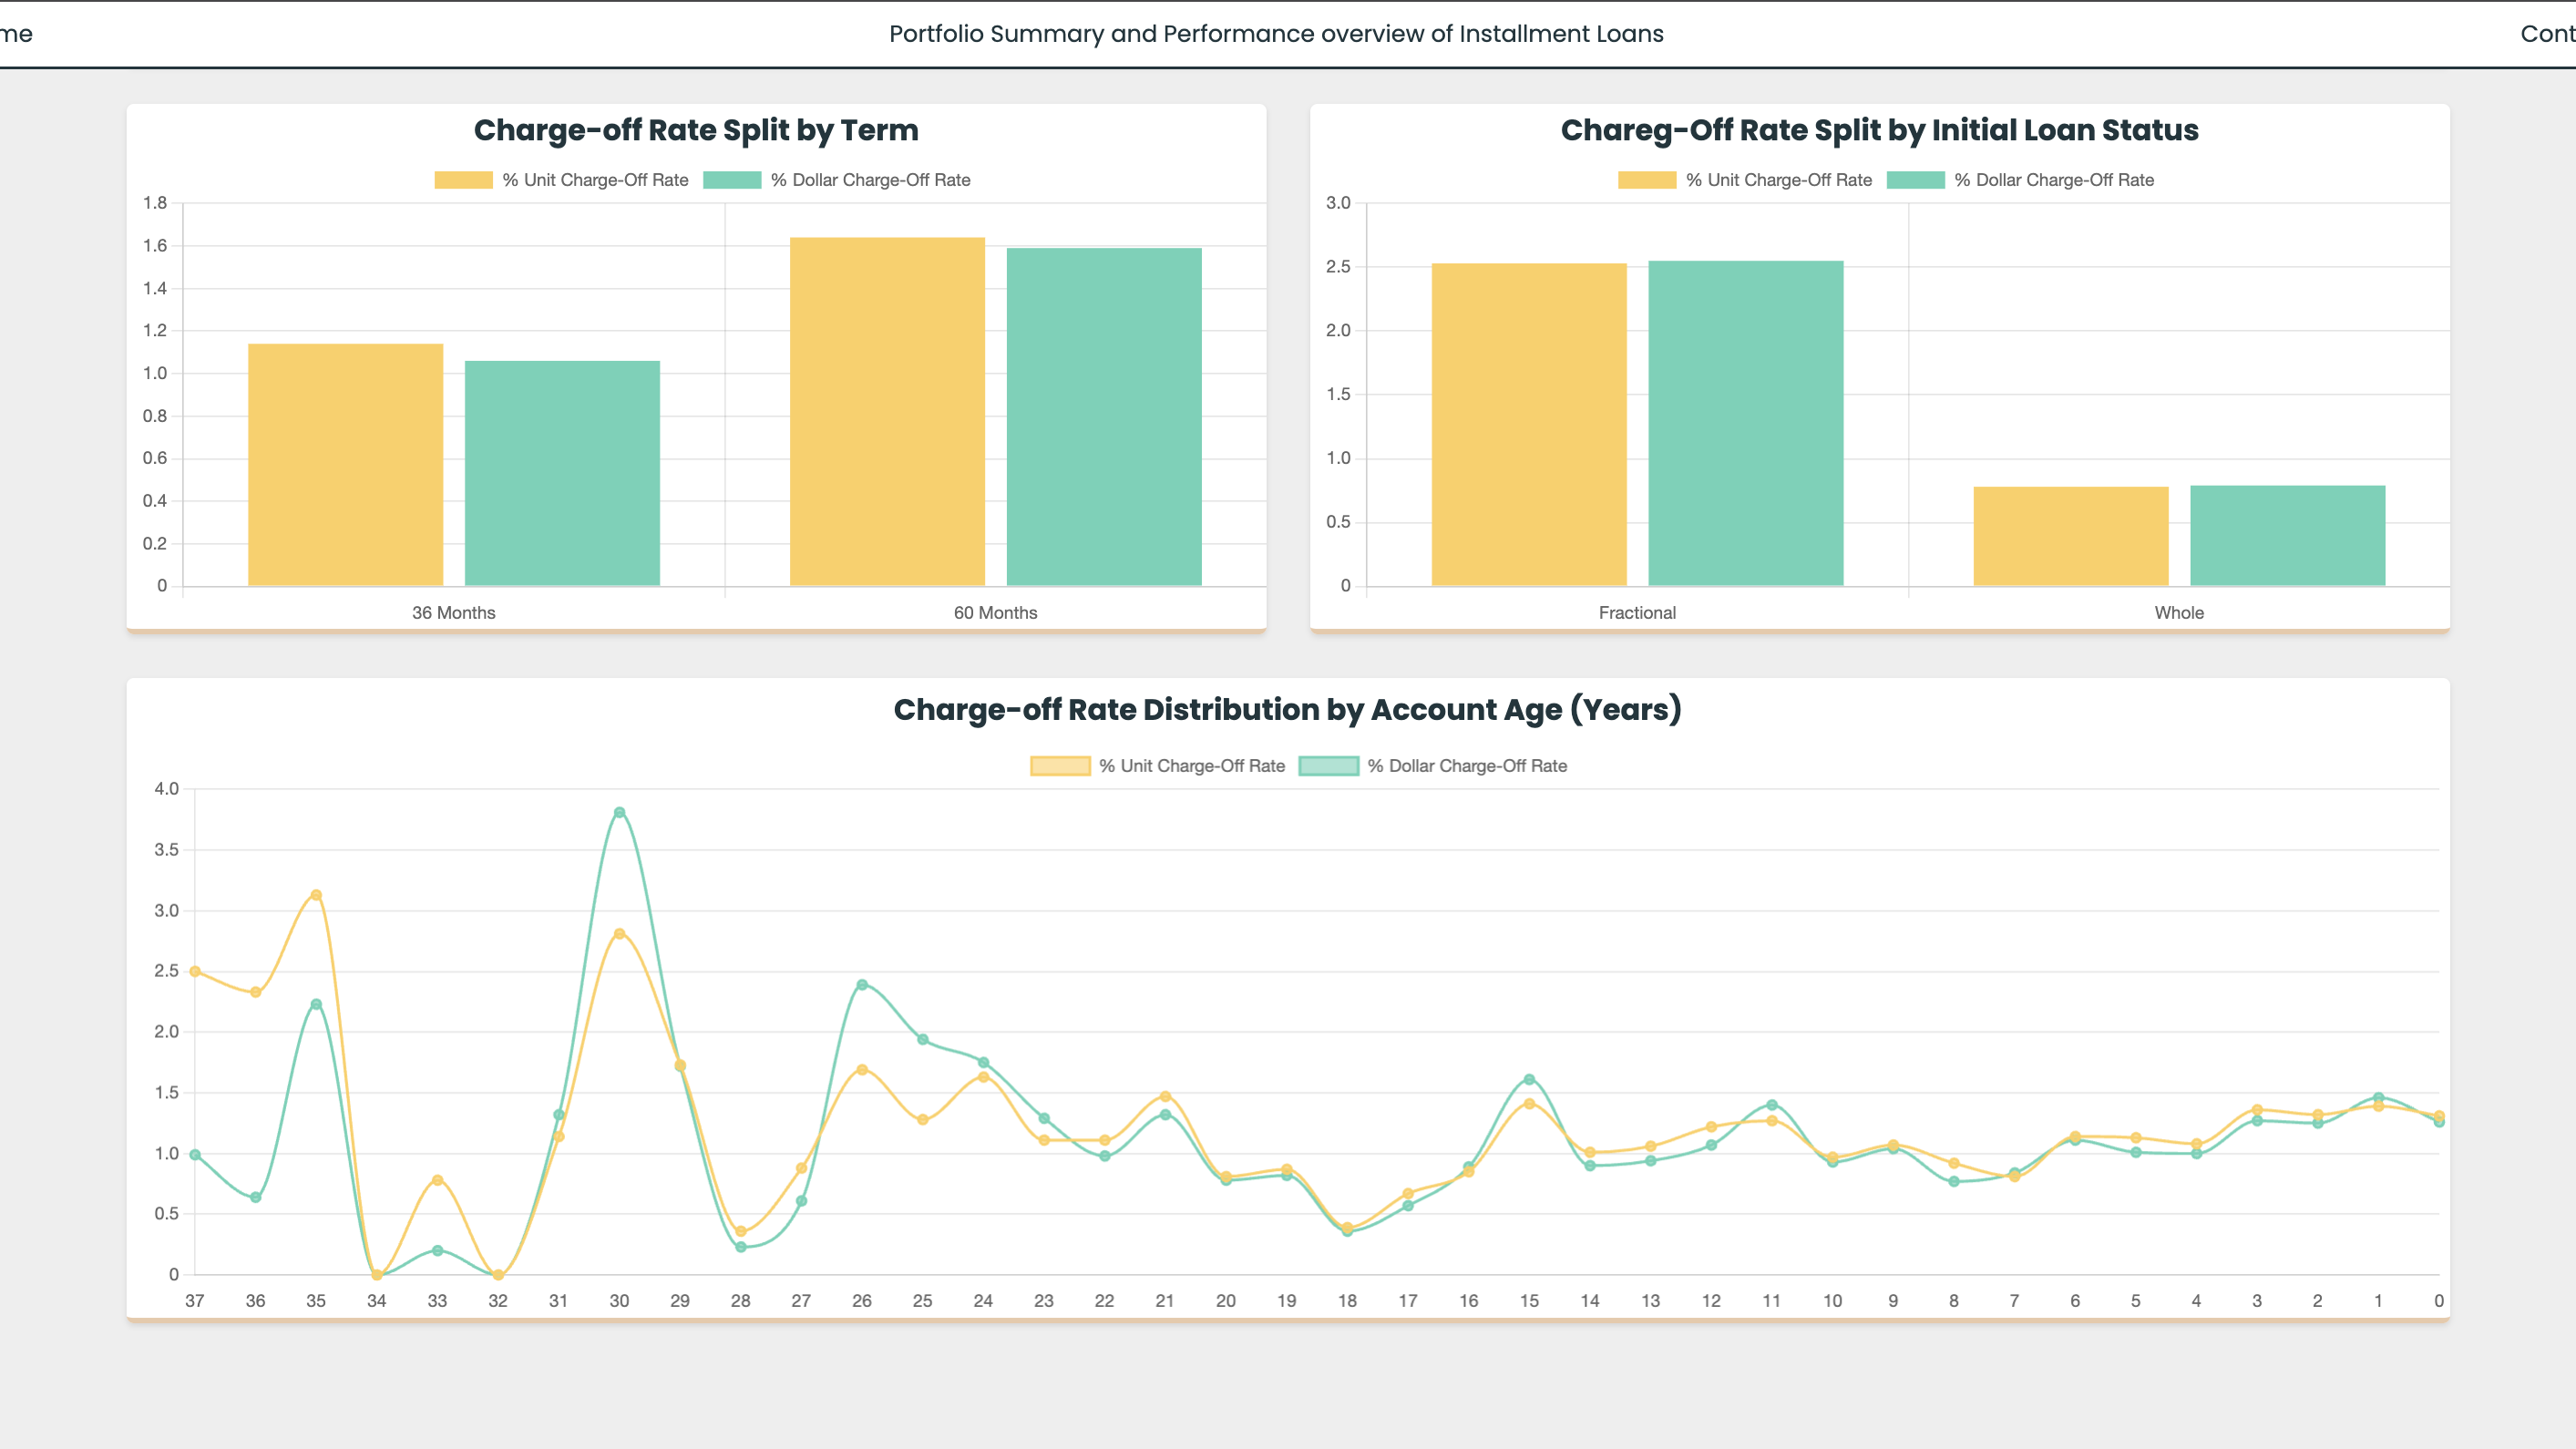 me
Portfolio Summary and Performance overview of Installment Loans
Cont
Charge-off Rate Split by Term
% Unit Charge-Off Rate % Dollar Charge-Off Rate
1.8
1.6
1.4
1.2
1.0
0.8
0.6
0.4
0.2
0
36 Months 60 Months
Chareg-Off Rate Split by Initial Loan Status
% Unit Charge-Off Rate % Dollar Charge-Off Rate
3.0
2.5
2.0
1.5
1.0
0.5
0
Fractional Whole
Charge-off Rate Distribution by Account Age (Years)
% Unit Charge-Off Rate % Dollar Charge-Off Rate
4.0
3.5
3.0
2.5
2.0
1.5
1.0
0.5
0
37 36 35 34 33 32 31 30 29 28 27 26 25 24 23 22 21 20 19 18 17 16 15 14 13 12 11 10 9 8 7 6 5 4 3 2 1 0